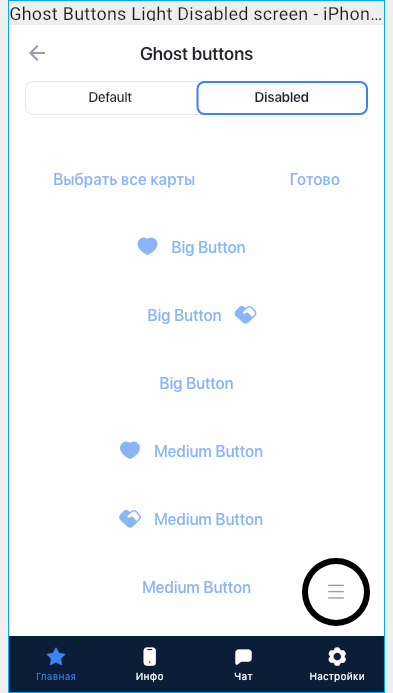 Ghost Buttons Light Disabled screen - iPhon...
Ghost buttons
Default
Disabled
Выбрать все карты
Готово
Big Button
Big Button
Big Button
Medium Button
Medium Button
Medium Button
Главная
Инфо
Чат
Настройки